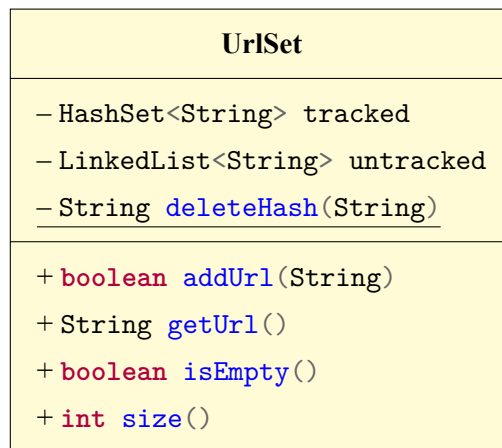 UrlSet
− HashSet<String> tracked
− LinkedList<String> untracked
− String deleteHash(String)
+ boolean addUrl(String)
+ String getUrl()
+ boolean isEmpty()
+ int size()